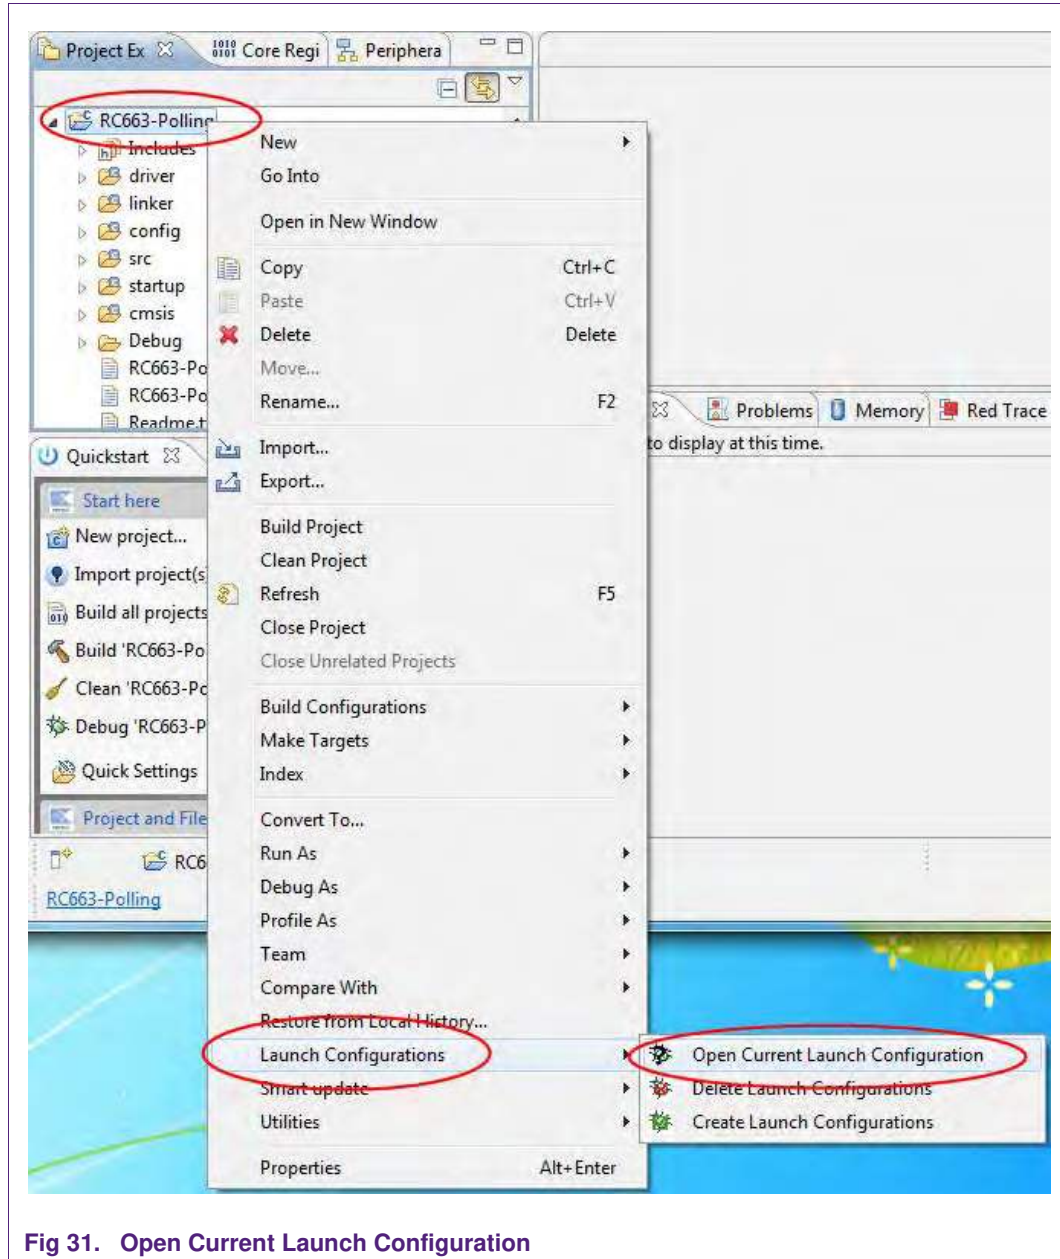 Project Ex
Core Regi
Periphera
RC663-Polling
Includes
driver
linker
config
src
startup
cmsis
Debug
RC663-Po
RC663-Po
Readme.t
New
Go Into
Open in New Window
Copy Ctrl+C
Paste Ctrl+V
Delete Delete
Move...
Rename... F2
Import...
Export...
Build Project
Clean Project
Refresh F5
Close Project
Close Unrelated Projects
Build Configurations
Make Targets
Index
Convert To...
Run As
Debug As
Profile As
Team
Compare With
Restore from Local History...
Launch Configurations
Smart update
Utilities
Properties Alt+Enter
Open Current Launch Configuration
Delete Launch Configurations
Create Launch Configurations
Problems
Memory
Red Trace
to display at this time.
Quickstart
Start here
New project...
Import project(s
Build all projects
Build 'RC663-Po
Clean 'RC663-Po
Debug 'RC663-P
Quick Settings
Project and File
RC6
RC663-Polling
Fig 31. Open Current Launch Configuration